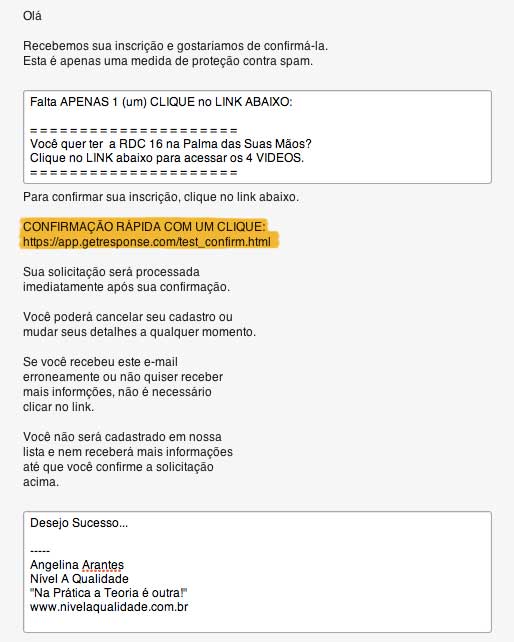 Olá
Recebemos sua inscrição e gostaríamos de confirmá-la.
Esta é apenas uma medida de proteção contra spam.
Falta APENAS 1 (um) CLIQUE no LINK ABAIXO:
= = = = = = = = = = = = = = = = = = = = =
Você quer ter  a RDC 16 na Palma das Suas Mãos?
Clique no LINK abaixo para acessar os 4 VIDEOS.
= = = = = = = = = = = = = = = = = = = = =
Para confirmar sua inscrição, clique no link abaixo.
CONFIRMAÇÃO RÁPIDA COM UM CLIQUE:
https://app.getresponse.com/test_confirm.html
Sua solicitação será processada
imediatamente após sua confirmação.
Você poderá cancelar seu cadastro ou
mudar seus detalhes a qualquer momento.
Se você recebeu este e-mail
erroneamente ou não quiser receber
mais informções, não é necessário
clicar no link.
Você não será cadastrado em nossa
lista e nem receberá mais informações
até que você confirme a solicitação
acima.
Desejo Sucesso...
-----
Angelina Arantes
Nível A Qualidade
"Na Prática a Teoria é outra!"
www.nivelaqualidade.com.br